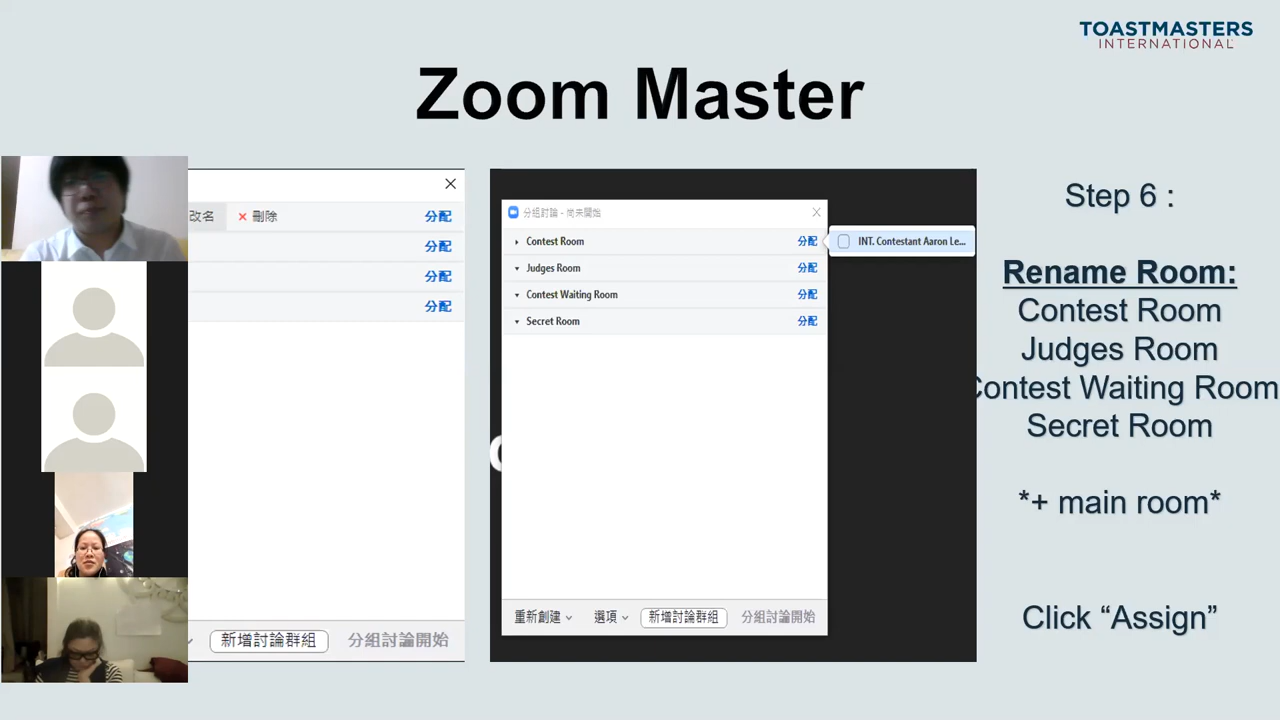 TOASTMASTERS
INTERNATIONAL
Zoom Master
改名 × 刪除 分配
分配
分配
分配
新增討論群組 分組討論開始
分組討論 - 尚未開始
Contest Room 分配
INT. Contestant Aaron Le...
Judges Room 分配
Contest Waiting Room 分配
Secret Room 分配
重新創建 選項 新增討論群組 分組討論開始
Step 6 :
Rename Room:
Contest Room
Judges Room
Contest Waiting Room
Secret Room
*+ main room*
Click “Assign”